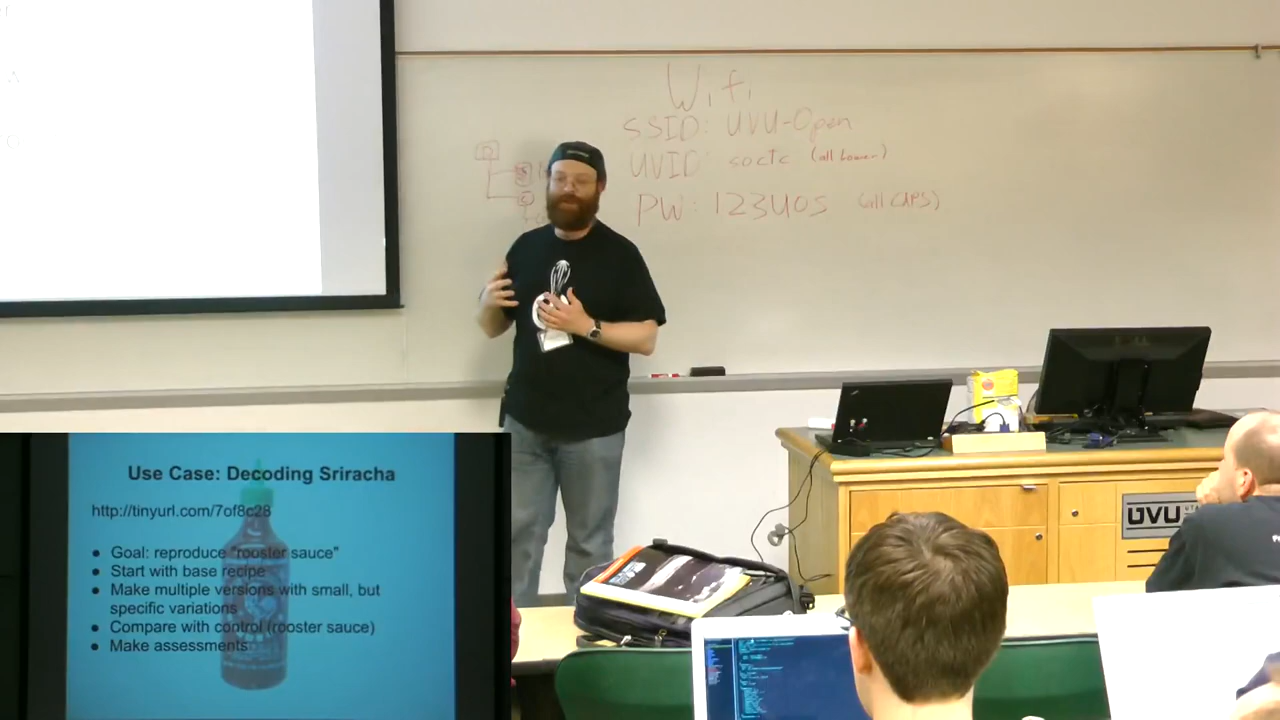 Wifi
SSID: UVU-Open
UVID: soctc (all lower)
PW: 123UOS (all CAPS)
UVU
Use Case: Decoding Sriracha
http://tinyurl.com/7of8c28
● Goal: reproduce "rooster sauce"
● Start with base recipe
● Make multiple versions with small, but
specific variations
● Compare with control (rooster sauce)
● Make assessments